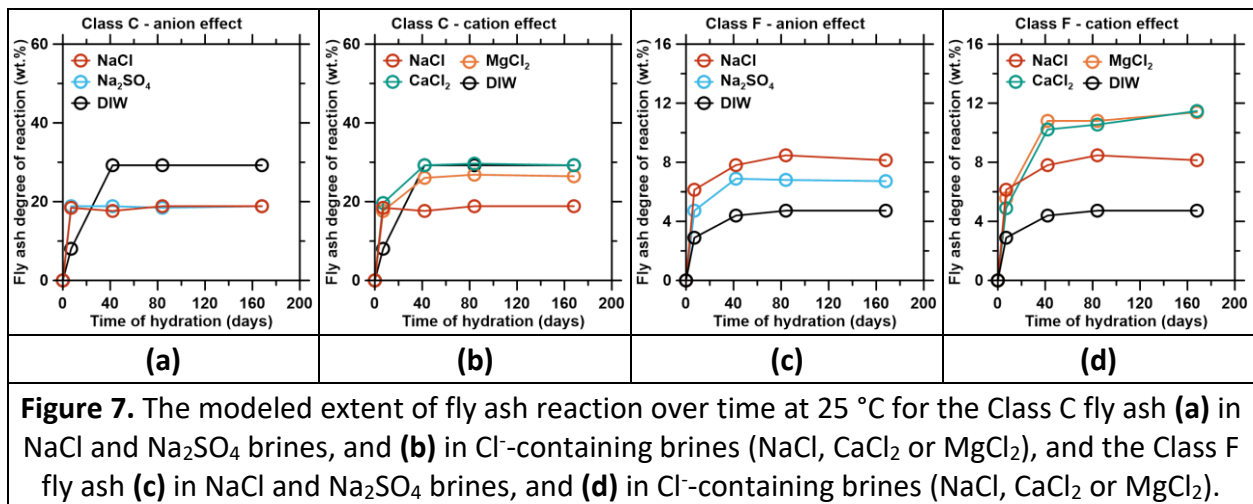 Class C - anion effect
Fly ash degree of reaction (wt.%)
60
40
20
0
NaCl
Na₂SO₄
DIW
0 40 80 120 160 200
Time of hydration (days)
Class C - cation effect
Fly ash degree of reaction (wt.%)
60
40
20
0
NaCl MgCl₂
CaCl₂ DIW
0 40 80 120 160 200
Time of hydration (days)
Class F - anion effect
Fly ash degree of reaction (wt.%)
16
12
8
4
0
NaCl
Na₂SO₄
DIW
0 40 80 120 160 200
Time of hydration (days)
Class F - cation effect
Fly ash degree of reaction (wt.%)
16
12
8
4
0
NaCl MgCl₂
CaCl₂ DIW
0 40 80 120 160 200
Time of hydration (days)
(a) (b) (c) (d)
Figure 7. The modeled extent of fly ash reaction over time at 25 °C for the Class C fly ash (a) in
NaCl and Na₂SO₄ brines, and (b) in Cl⁻-containing brines (NaCl, CaCl₂ or MgCl₂), and the Class F
fly ash (c) in NaCl and Na₂SO₄ brines, and (d) in Cl⁻-containing brines (NaCl, CaCl₂ or MgCl₂).